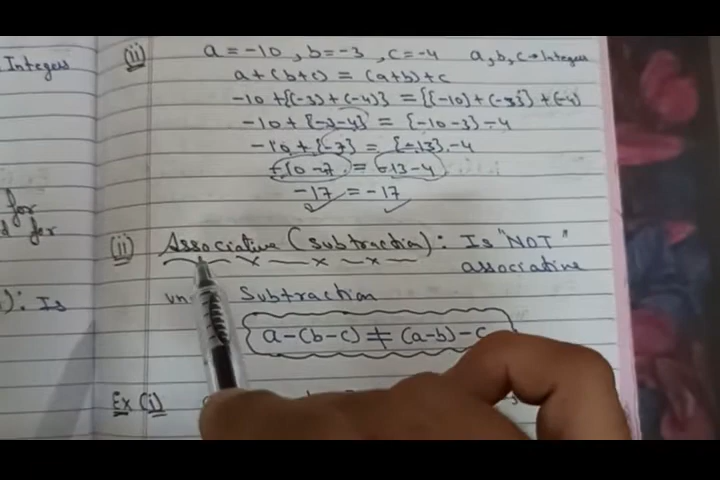 Integers
(ii) a = -10 , b = -3 , c = -4 a, b, c → Integers
a + (b+c) = (a+b) + c
-10 + {(-3) + (-4)} = {(-10) + (-3)} + (-4)
-10 + {-3-4} = {-10-3} -4
-10 + {-7} = {-13} -4
-10 -7 = -13 -4
-17 = -17
for
(ii) Associative (subtraction) : Is "NOT"
associative
): Is
un Subtraction
a-(b-c) ≠ (a-b)-c
Ex (i)